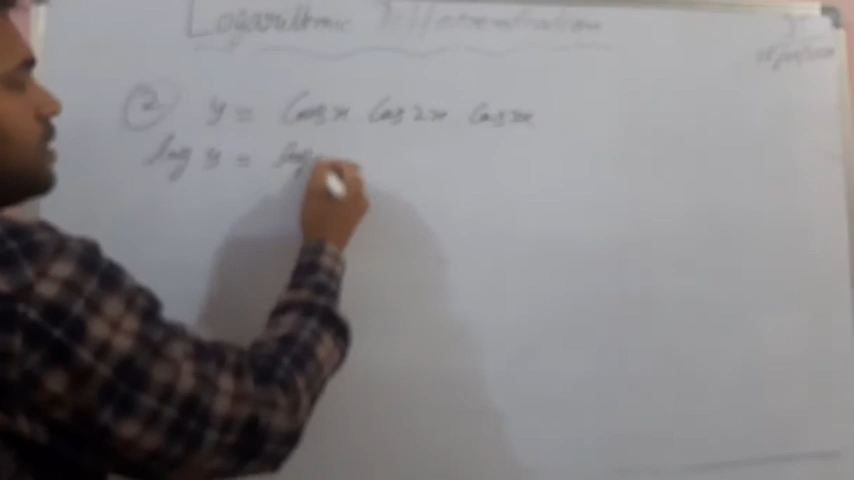 Logarithmic Differentiation
② y = Cosx Cos2x Cos3x
log y = log